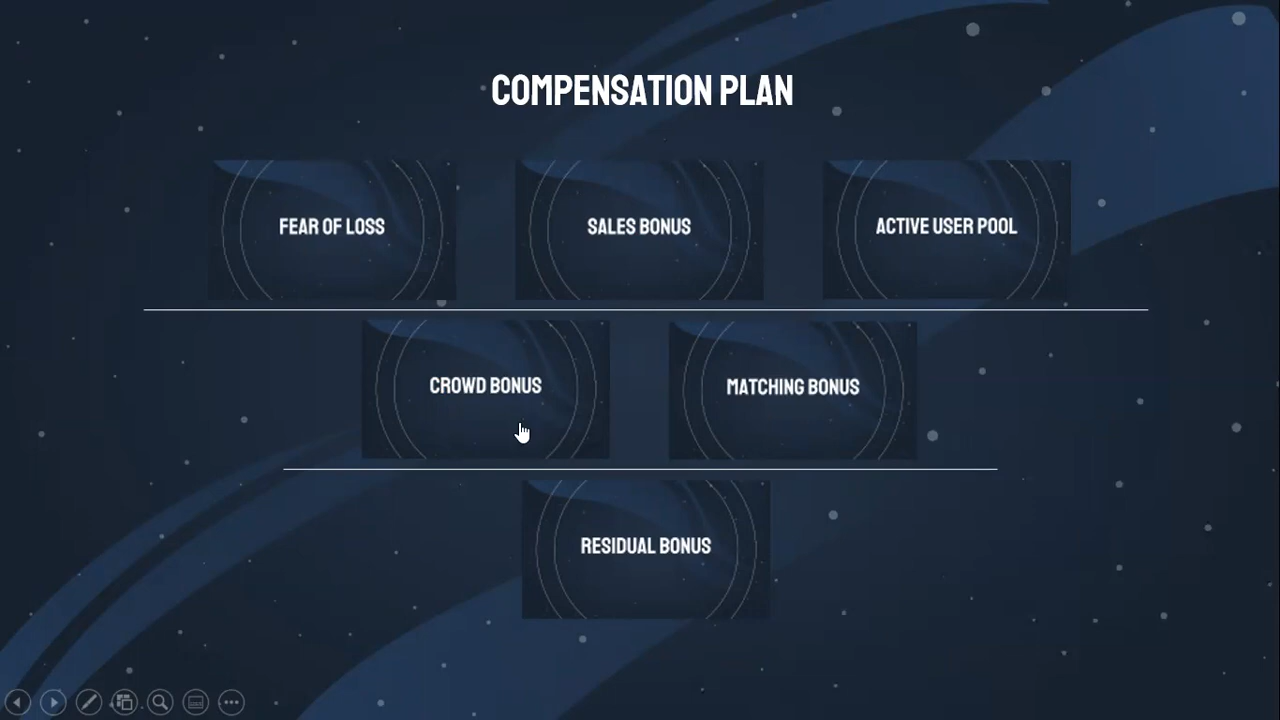 COMPENSATION PLAN
FEAR OF LOSS
SALES BONUS
ACTIVE USER POOL
CROWD BONUS
MATCHING BONUS
RESIDUAL BONUS